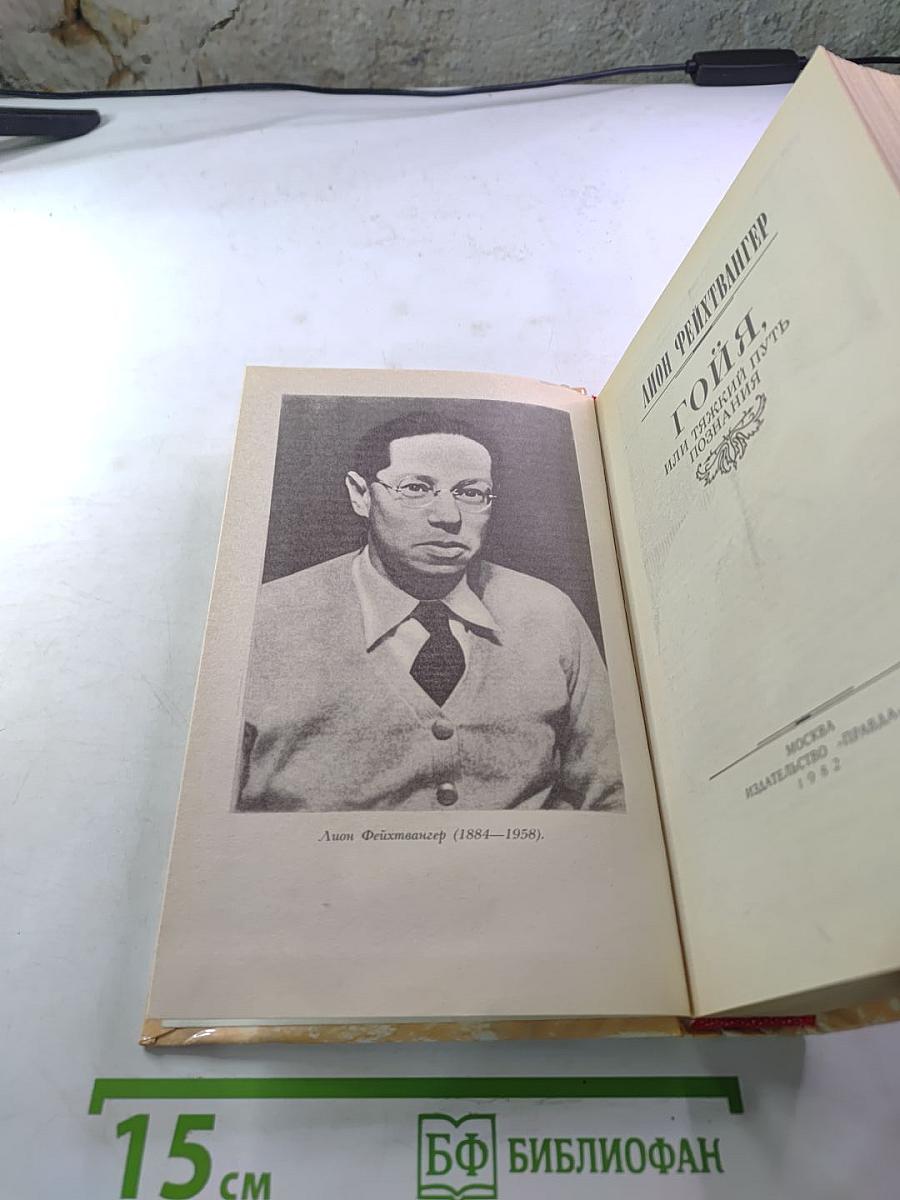 Лион Фейхтвангер (1884—1958).
ЛИОН ФЕЙХТВАНГЕР
ГОЙЯ,
ИЛИ ТЯЖКИЙ ПУТЬ
ПОЗНАНИЯ
МОСКВА
ИЗДАТЕЛЬСТВО «ПРАВДА»
1982
15 см
БФ БИБЛИОФАН